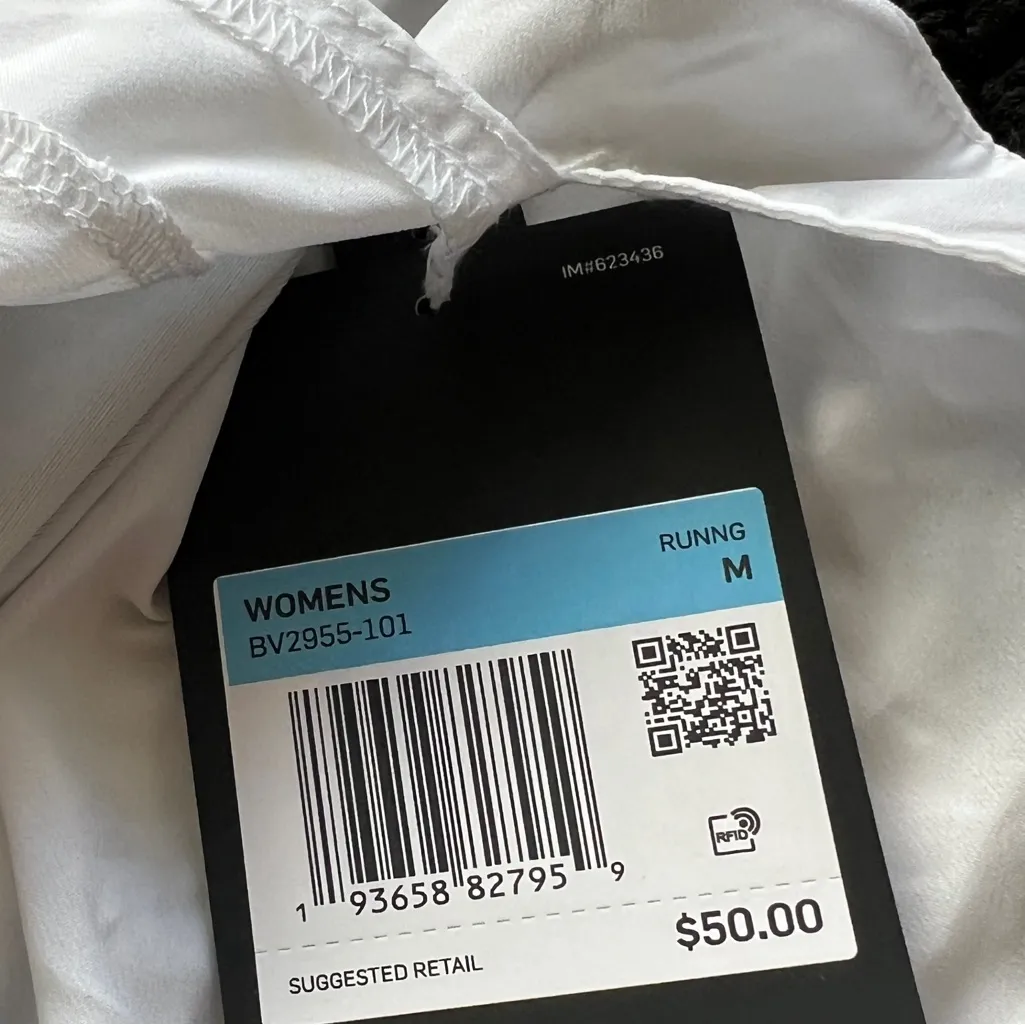 IM#623436
RUNNG
M
WOMENS
BV2955-101
1 93658 82795 9
RFID
$50.00
SUGGESTED RETAIL